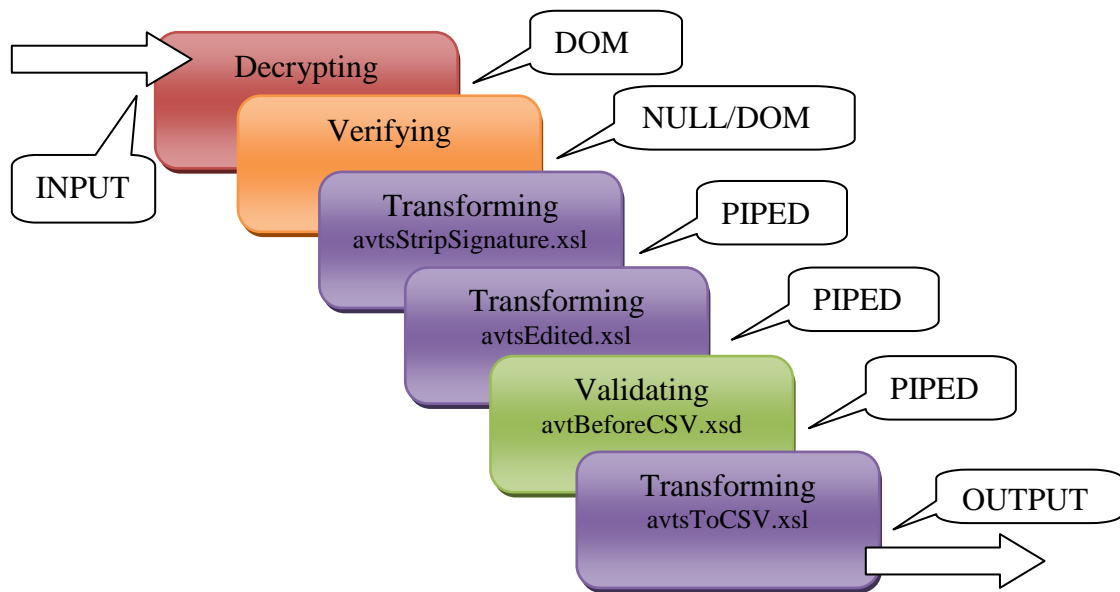 Decrypting
DOM
INPUT
Verifying
NULL/DOM
Transforming
avtsStripSignature.xsl
PIPED
Transforming
avtsEdited.xsl
PIPED
Validating
avtBeforeCSV.xsd
PIPED
Transforming
avtsToCSV.xsl
OUTPUT